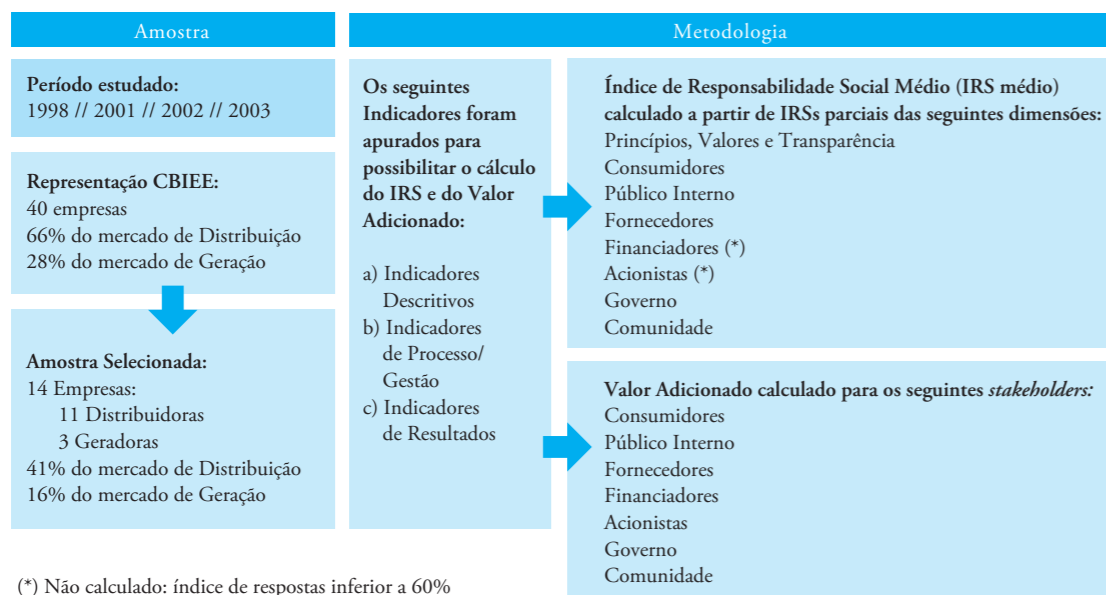 Amostra
Período estudado:
1998 // 2001 // 2002 // 2003
Representação CBIEE:
40 empresas
66% do mercado de Distribuição
28% do mercado de Geração
Amostra Selecionada:
14 Empresas:
11 Distribuidoras
3 Geradoras
41% do mercado de Distribuição
16% do mercado de Geração
(*) Não calculado: índice de respostas inferior a 60%
Metodologia
Os seguintes
Indicadores foram
apurados para
possibilitar o cálculo
do IRS e do Valor
Adicionado:
a) Indicadores
Descritivos
b) Indicadores
de Processo/
Gestão
c) Indicadores
de Resultados
Índice de Responsabilidade Social Médio (IRS médio)
calculado a partir de IRSs parciais das seguintes dimensões:
Princípios, Valores e Transparência
Consumidores
Público Interno
Fornecedores
Financiadores (*)
Acionistas (*)
Governo
Comunidade
Valor Adicionado calculado para os seguintes stakeholders:
Consumidores
Público Interno
Fornecedores
Financiadores
Acionistas
Governo
Comunidade